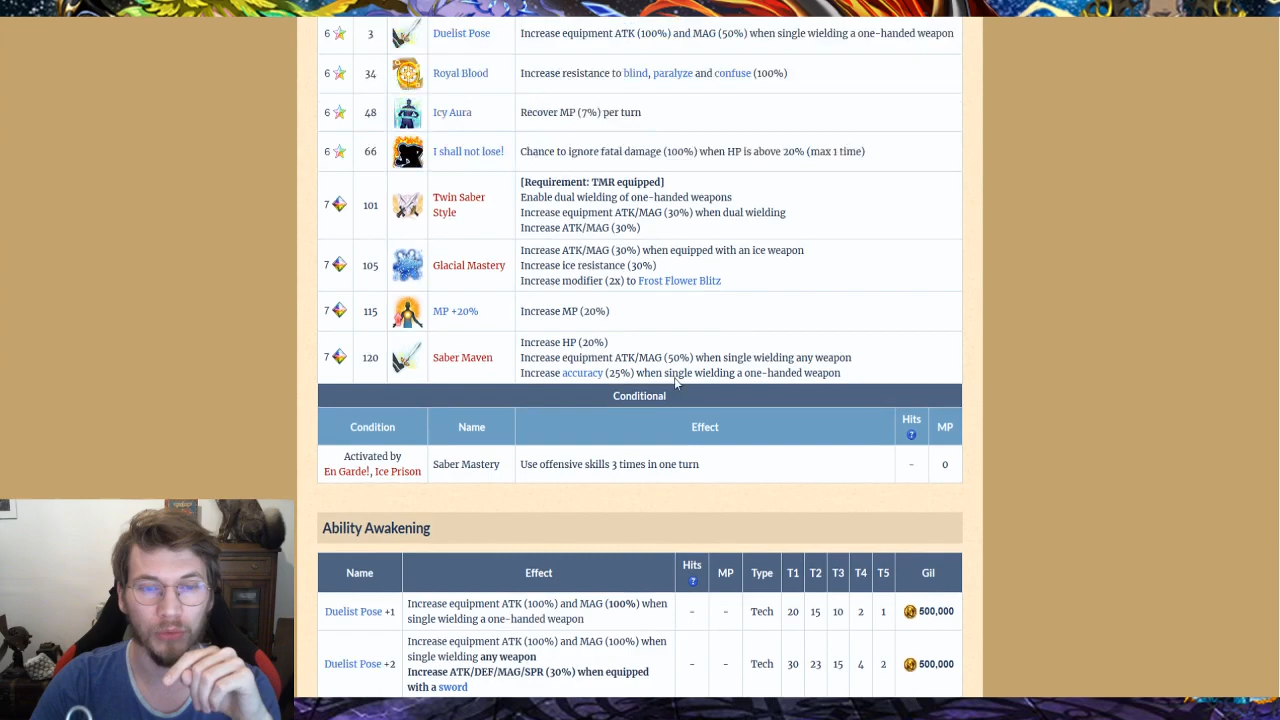 6 3 Duelist Pose Increase equipment ATK (100%) and MAG (50%) when single wielding a one-handed weapon
6 34 Royal Blood Increase resistance to blind, paralyze and confuse (100%)
6 48 Icy Aura Recover MP (7%) per turn
6 66 I shall not lose! Chance to ignore fatal damage (100%) when HP is above 20% (max 1 time)
[Requirement: TMR equipped]
7 101 Twin Saber Style Enable dual wielding of one-handed weapons
Increase equipment ATK/MAG (30%) when dual wielding
Increase ATK/MAG (30%)
Increase ATK/MAG (30%) when equipped with an ice weapon
7 105 Glacial Mastery Increase ice resistance (30%)
Increase modifier (2x) to Frost Flower Blitz
7 115 MP +20% Increase MP (20%)
Increase HP (20%)
7 120 Saber Maven Increase equipment ATK/MAG (50%) when single wielding any weapon
Increase accuracy (25%) when single wielding a one-handed weapon
Conditional
Condition Name Effect Hits ? MP
Activated by
En Garde!, Ice Prison Saber Mastery Use offensive skills 3 times in one turn - 0
Ability Awakening
Name Effect Hits ? MP Type T1 T2 T3 T4 T5 Gil
Duelist Pose +1 Increase equipment ATK (100%) and MAG (100%) when
single wielding a one-handed weapon - - Tech 20 15 10 2 1 500,000
Increase equipment ATK (100%) and MAG (100%) when
single wielding any weapon
Duelist Pose +2 Increase ATK/DEF/MAG/SPR (30%) when equipped
with a sword - - Tech 30 23 15 4 2 500,000